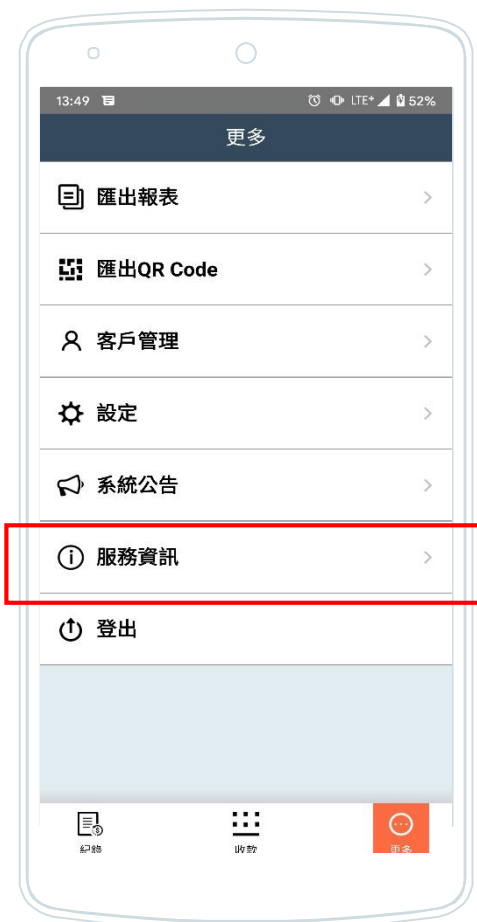 13:49 LTE+ 52%
更多
匯出報表
匯出QR Code
客戶管理
設定
系統公告
服務資訊
登出
紀錄 收款 更多